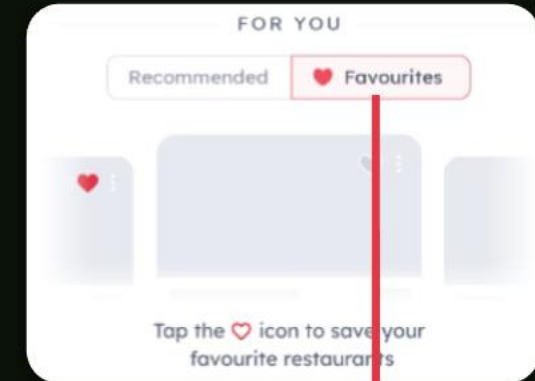 FOR YOU
Recommended
Favourites
Tap the icon to save your
favourite restaurants